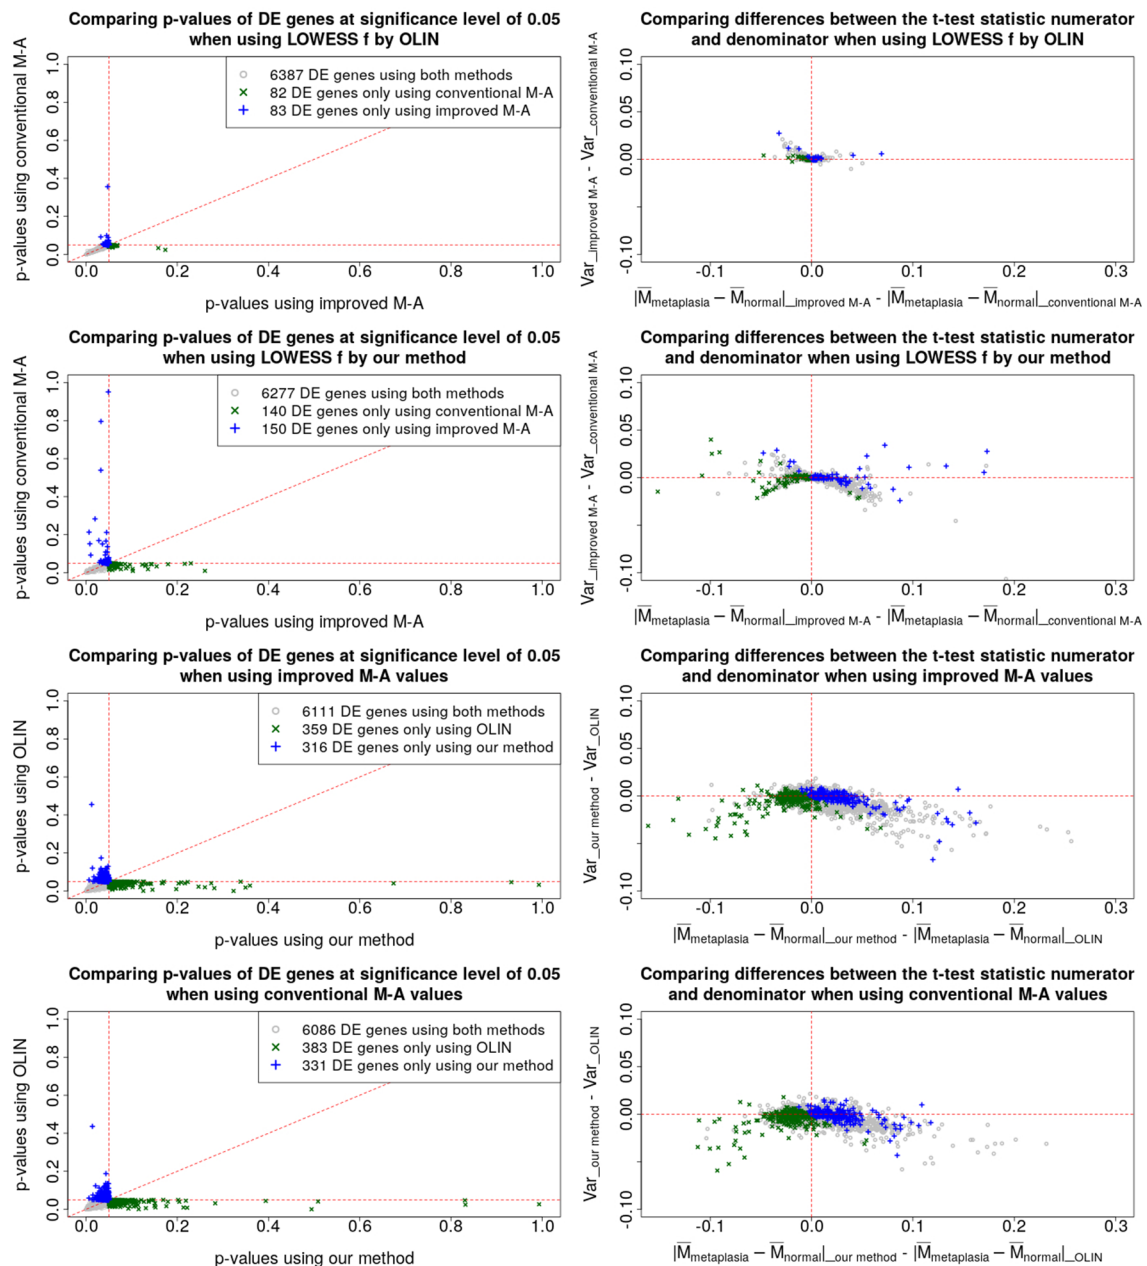 Comparing p-values of DE genes at significance level of 0.05
when using LOWESS f by OLIN
p-values using conventional M-A
0.0 0.2 0.4 0.6 0.8 1.0
6387 DE genes using both methods
82 DE genes only using conventional M-A
83 DE genes only using improved M-A
0.0 0.2 0.4 0.6 0.8 1.0
p-values using improved M-A
Comparing differences between the t-test statistic numerator
and denominator when using LOWESS f by OLIN
Var_improved M-A - Var_conventional M-A
-0.10 0.00 0.05 0.10
-0.1 0.0 0.1 0.2 0.3
|M̅metaplasia − M̅normal|_improved M-A - |M̅metaplasia − M̅normal|_conventional M-A
Comparing p-values of DE genes at significance level of 0.05
when using LOWESS f by our method
p-values using conventional M-A
0.0 0.2 0.4 0.6 0.8 1.0
6277 DE genes using both methods
140 DE genes only using conventional M-A
150 DE genes only using improved M-A
0.0 0.2 0.4 0.6 0.8 1.0
p-values using improved M-A
Comparing differences between the t-test statistic numerator
and denominator when using LOWESS f by our method
Var_improved M-A - Var_conventional M-A
-0.10 0.00 0.05 0.10
-0.1 0.0 0.1 0.2 0.3
|M̅metaplasia − M̅normal|_improved M-A - |M̅metaplasia − M̅normal|_conventional M-A
Comparing p-values of DE genes at significance level of 0.05
when using improved M-A values
p-values using OLIN
0.0 0.2 0.4 0.6 0.8 1.0
6111 DE genes using both methods
359 DE genes only using OLIN
316 DE genes only using our method
0.0 0.2 0.4 0.6 0.8 1.0
p-values using our method
Comparing differences between the t-test statistic numerator
and denominator when using improved M-A values
Var_our method - Var_OLIN
-0.10 0.00 0.05 0.10
-0.1 0.0 0.1 0.2 0.3
|M̅metaplasia − M̅normal|_our method - |M̅metaplasia − M̅normal|_OLIN
Comparing p-values of DE genes at significance level of 0.05
when using conventional M-A values
p-values using OLIN
0.0 0.2 0.4 0.6 0.8 1.0
6086 DE genes using both methods
383 DE genes only using OLIN
331 DE genes only using our method
0.0 0.2 0.4 0.6 0.8 1.0
p-values using our method
Comparing differences between the t-test statistic numerator
and denominator when using conventional M-A values
Var_our method - Var_OLIN
-0.10 0.00 0.05 0.10
-0.1 0.0 0.1 0.2 0.3
|M̅metaplasia − M̅normal|_our method - |M̅metaplasia − M̅normal|_OLIN